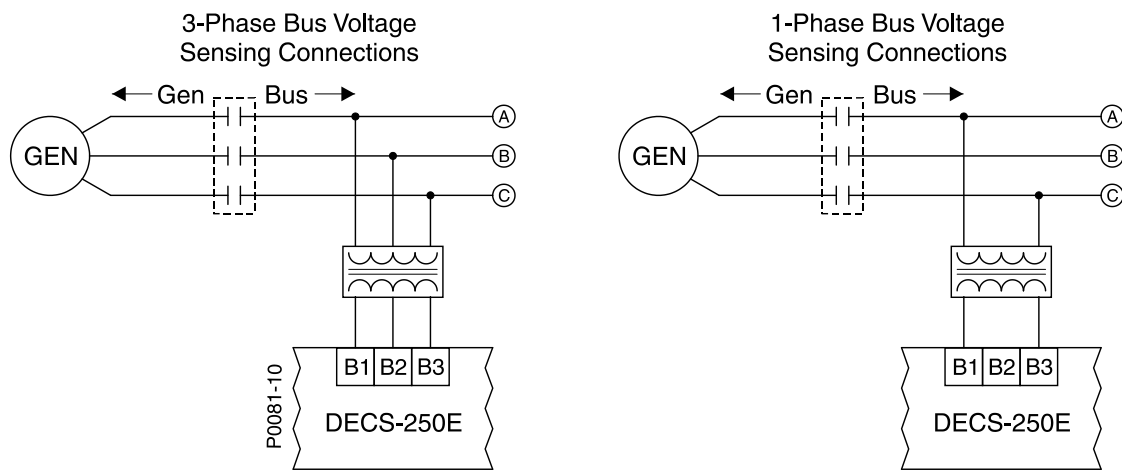 3-Phase Bus Voltage
Sensing Connections
Gen Bus
GEN
A
B
C
B1 B2 B3
DECS-250E
P0081-10
1-Phase Bus Voltage
Sensing Connections
Gen Bus
GEN
A
B
C
B1 B2 B3
DECS-250E